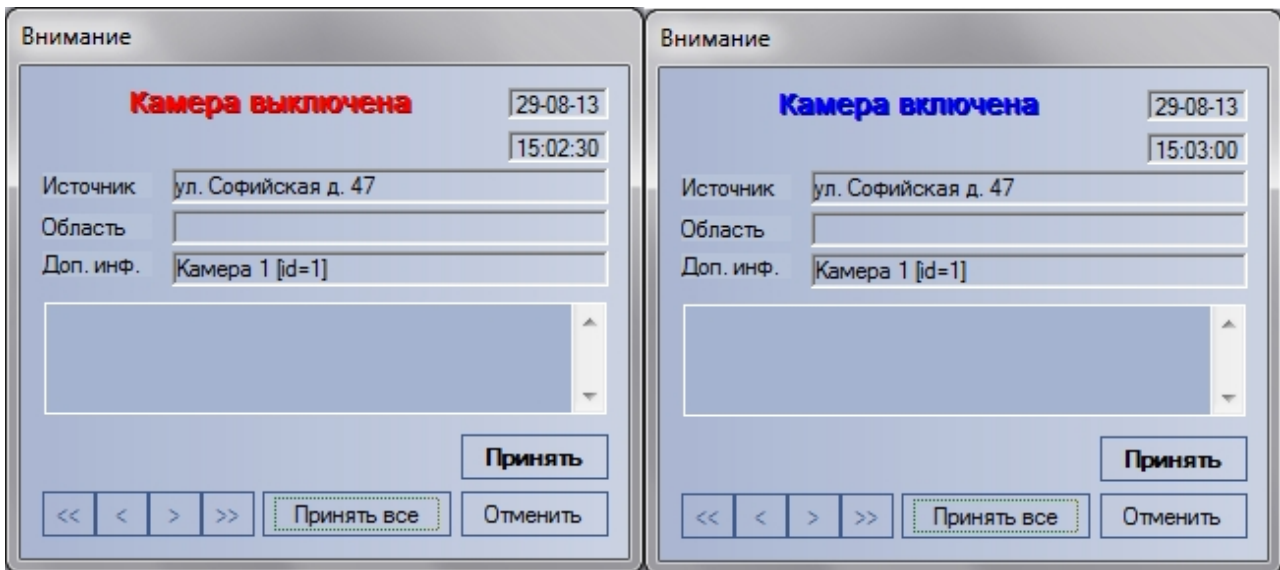 Внимание
Камера выключена
29-08-13
15:02:30
Источник ул. Софийская д. 47
Область
Доп. инф. Камера 1 [id=1]
Принять
<< < > >> Принять все Отменить
Внимание
Камера включена
29-08-13
15:03:00
Источник ул. Софийская д. 47
Область
Доп. инф. Камера 1 [id=1]
Принять
<< < > >> Принять все Отменить